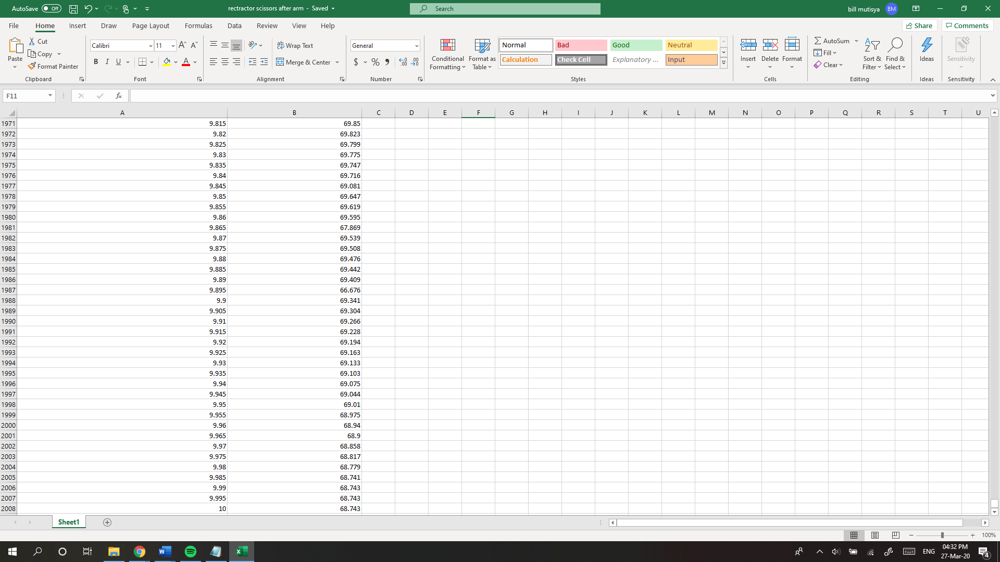 AutoSave Off rectractor scissors after arm - Saved Search bill mutisya BM
File Home Insert Draw Page Layout Formulas Data Review View Help Share Comments
Paste Cut Copy Format Painter Clipboard
Calibri 11 A A B I U A Font
Wrap Text Merge & Center Alignment
General $ % Number
Conditional Formatting Format as Table Normal Bad Good Neutral Calculation Check Cell Explanatory ... Input Styles
Insert Delete Format Cells
AutoSum Fill Clear Sort & Filter Find & Select Editing
Ideas Ideas
Sensitivity Sensitivity
F11 fx
A B C D E F G H I J K L M N O P Q R S T U
1971 9.815 69.85
1972 9.82 69.823
1973 9.825 69.799
1974 9.83 69.775
1975 9.835 69.747
1976 9.84 69.716
1977 9.845 69.081
1978 9.85 69.647
1979 9.855 69.619
1980 9.86 69.595
1981 9.865 67.869
1982 9.87 69.539
1983 9.875 69.508
1984 9.88 69.476
1985 9.885 69.442
1986 9.89 69.409
1987 9.895 66.676
1988 9.9 69.341
1989 9.905 69.304
1990 9.91 69.266
1991 9.915 69.228
1992 9.92 69.194
1993 9.925 69.163
1994 9.93 69.133
1995 9.935 69.103
1996 9.94 69.075
1997 9.945 69.044
1998 9.95 69.01
1999 9.955 68.975
2000 9.96 68.94
2001 9.965 68.9
2002 9.97 68.858
2003 9.975 68.817
2004 9.98 68.779
2005 9.985 68.741
2006 9.99 68.743
2007 9.995 68.743
2008 10 68.743
Sheet1
100%
ENG 04:32 PM
27-Mar-20 4